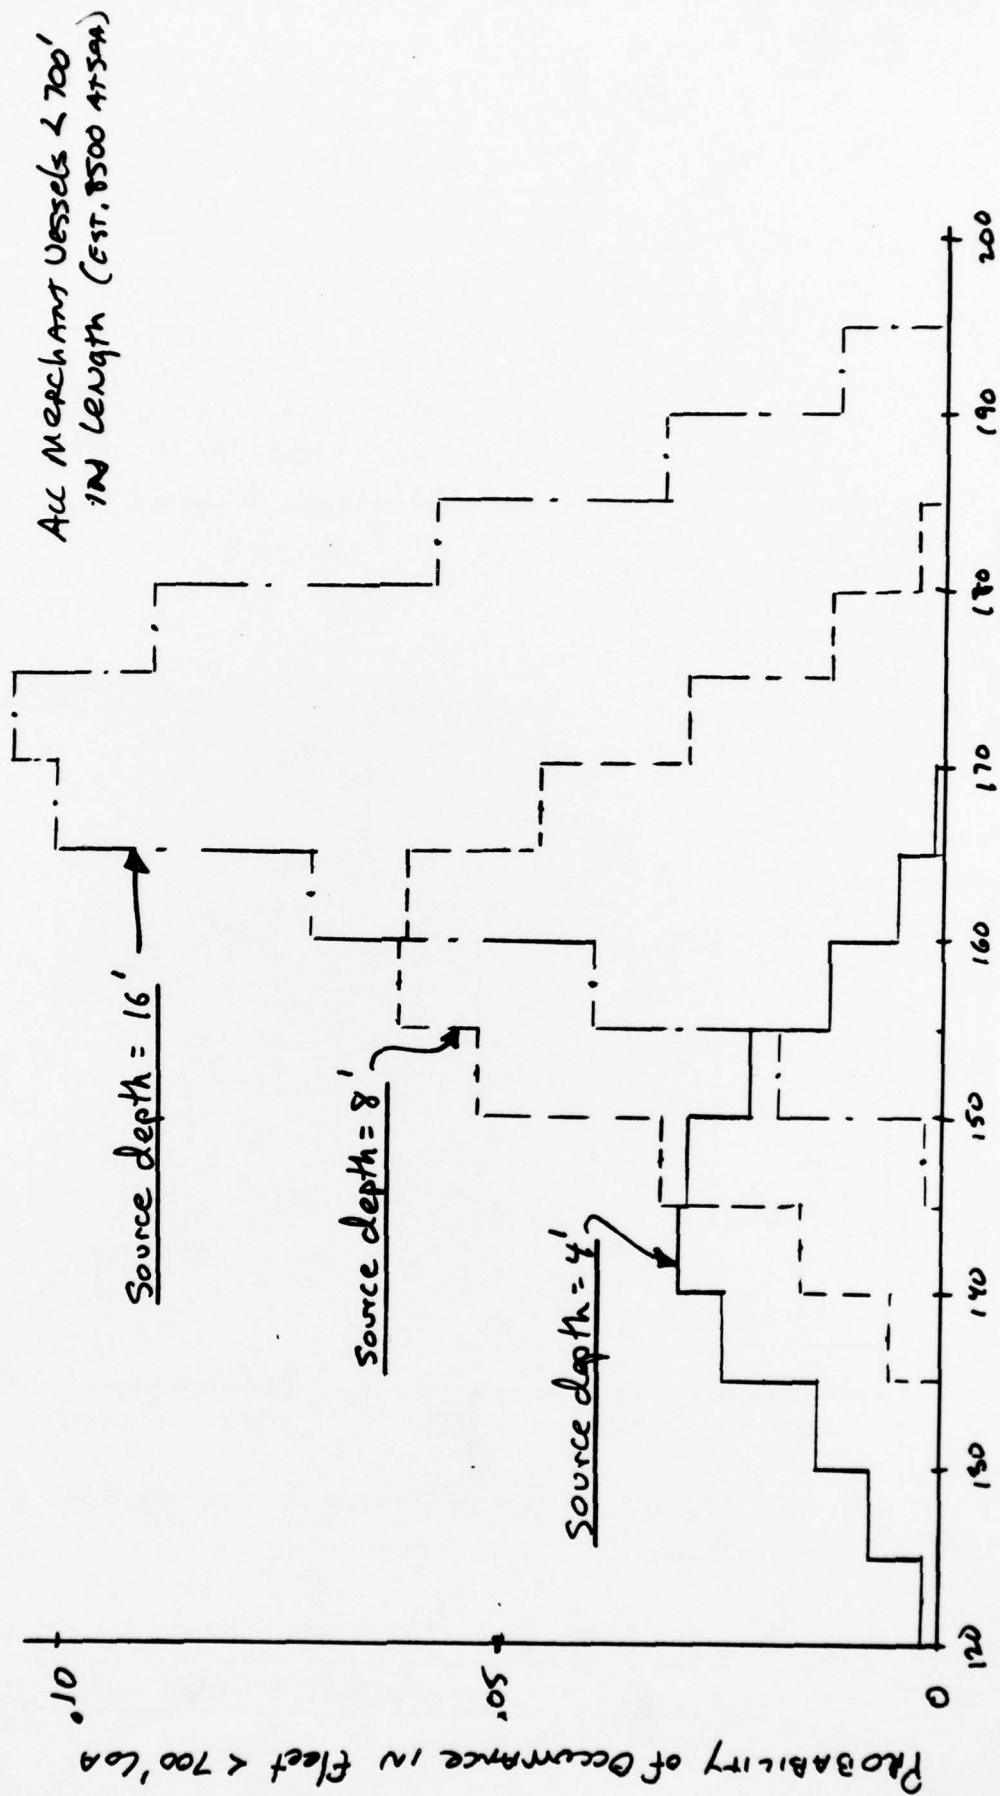 All Merchant Vessels < 700'
IN Length (EST. 8500 AT SEA)
Source depth = 16'
Source depth = 8'
Source depth = 4'
PROBABILITY of Occurrance IN fleet < 700' LOA
.10
.05
0
120
130
140
150
160
170
180
190
200